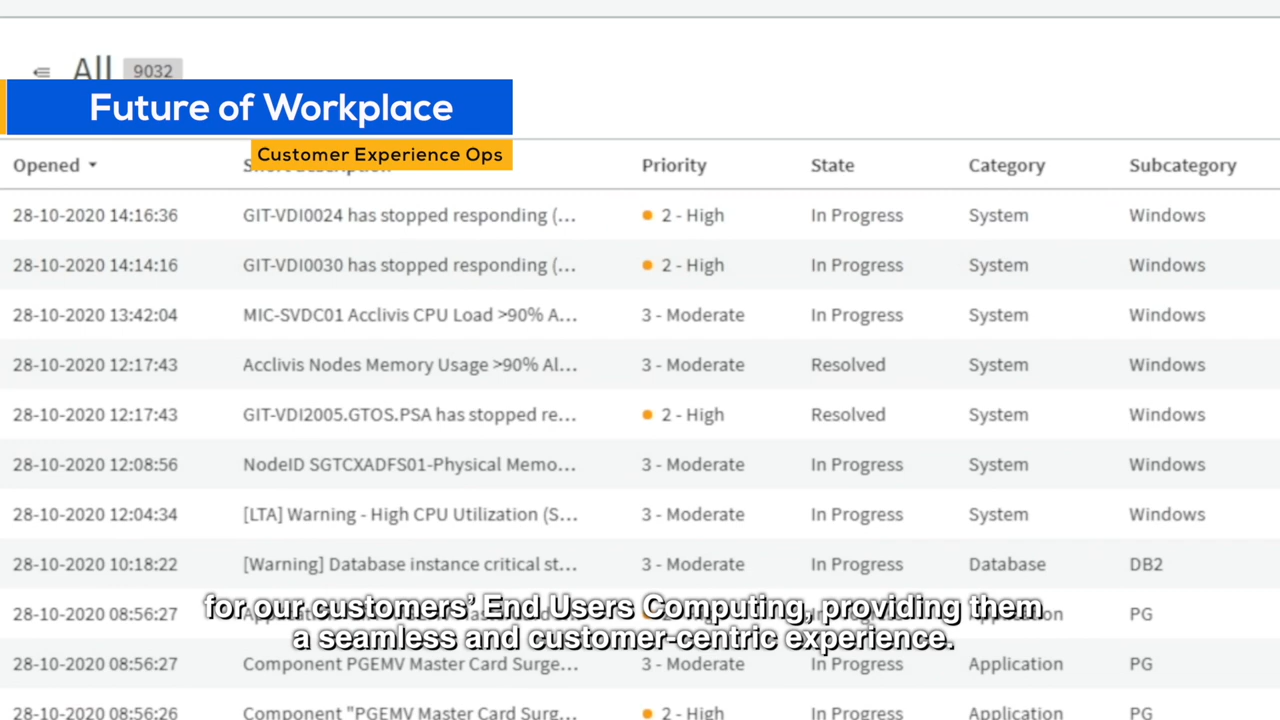 All 9032
Future of Workplace
Customer Experience Ops
Opened Short description Priority State Category Subcategory
28-10-2020 14:16:36 GIT-VDI0024 has stopped responding (... 2 - High In Progress System Windows
28-10-2020 14:14:16 GIT-VDI0030 has stopped responding (... 2 - High In Progress System Windows
28-10-2020 13:42:04 MIC-SVDC01 Acclivis CPU Load >90% A... 3 - Moderate In Progress System Windows
28-10-2020 12:17:43 Acclivis Nodes Memory Usage >90% Al... 3 - Moderate Resolved System Windows
28-10-2020 12:17:43 GIT-VDI2005.GTOS.PSA has stopped re... 2 - High Resolved System Windows
28-10-2020 12:08:56 NodeID SGTCXADFS01-Physical Memo... 3 - Moderate In Progress System Windows
28-10-2020 12:04:34 [LTA] Warning - High CPU Utilization (S... 3 - Moderate In Progress System Windows
28-10-2020 10:18:22 [Warning] Database instance critical st... 3 - Moderate In Progress Database DB2
28-10-2020 08:56:27 PG
for our customers' End Users Computing, providing them
a seamless and customer-centric experience.
28-10-2020 08:56:27 Component PGEMV Master Card Surge... 3 - Moderate In Progress Application PG
28-10-2020 08:56:26 Component "PGEMV Master Card Surg... 2 - High In Progress Application PG